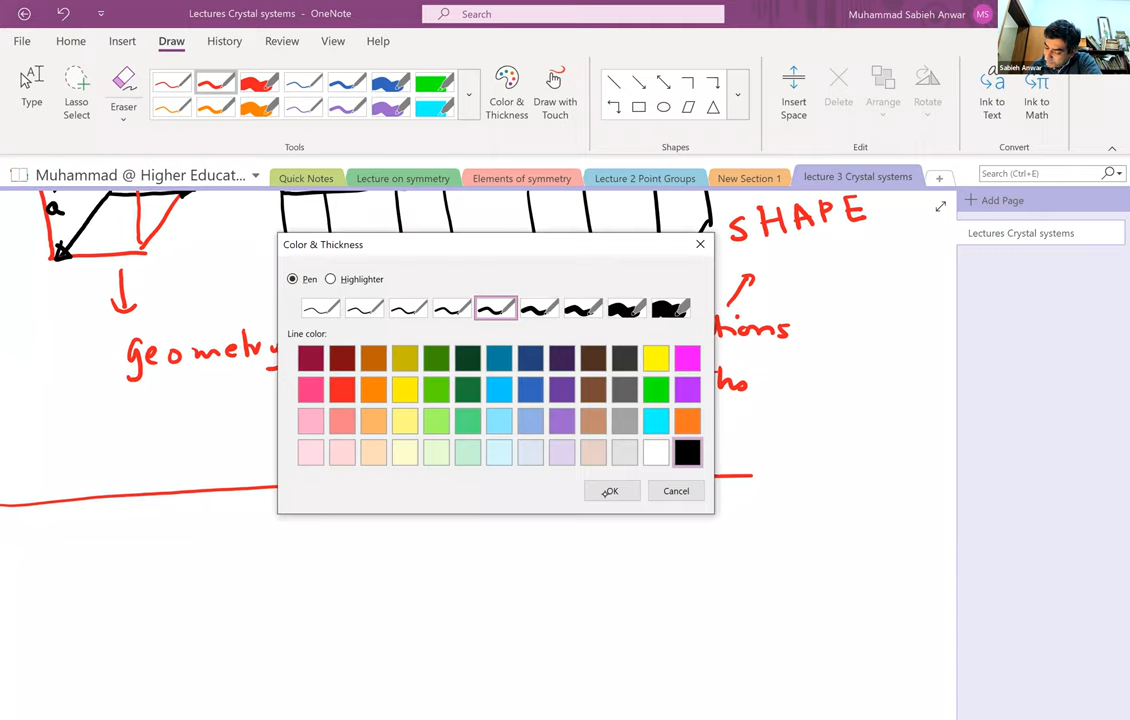 Lectures Crystal systems - OneNote
Search
Muhammad Sabieh Anwar
MS
Sabieh Anwar
File
Home
Insert
Draw
History
Review
View
Help
Type
Lasso Select
Eraser
Color & Thickness
Draw with Touch
Insert Space
Delete
Arrange
Rotate
Ink to Text
Ink to Math
Tools
Shapes
Edit
Convert
Muhammad @ Higher Educat...
Quick Notes
Lecture on symmetry
Elements of symmetry
Lecture 2 Point Groups
New Section 1
lecture 3 Crystal systems
Search (Ctrl+E)
Add Page
Lectures Crystal systems
a
SHAPE
Color & Thickness
Pen
Highlighter
Line color:
geometry
tions
OK
Cancel